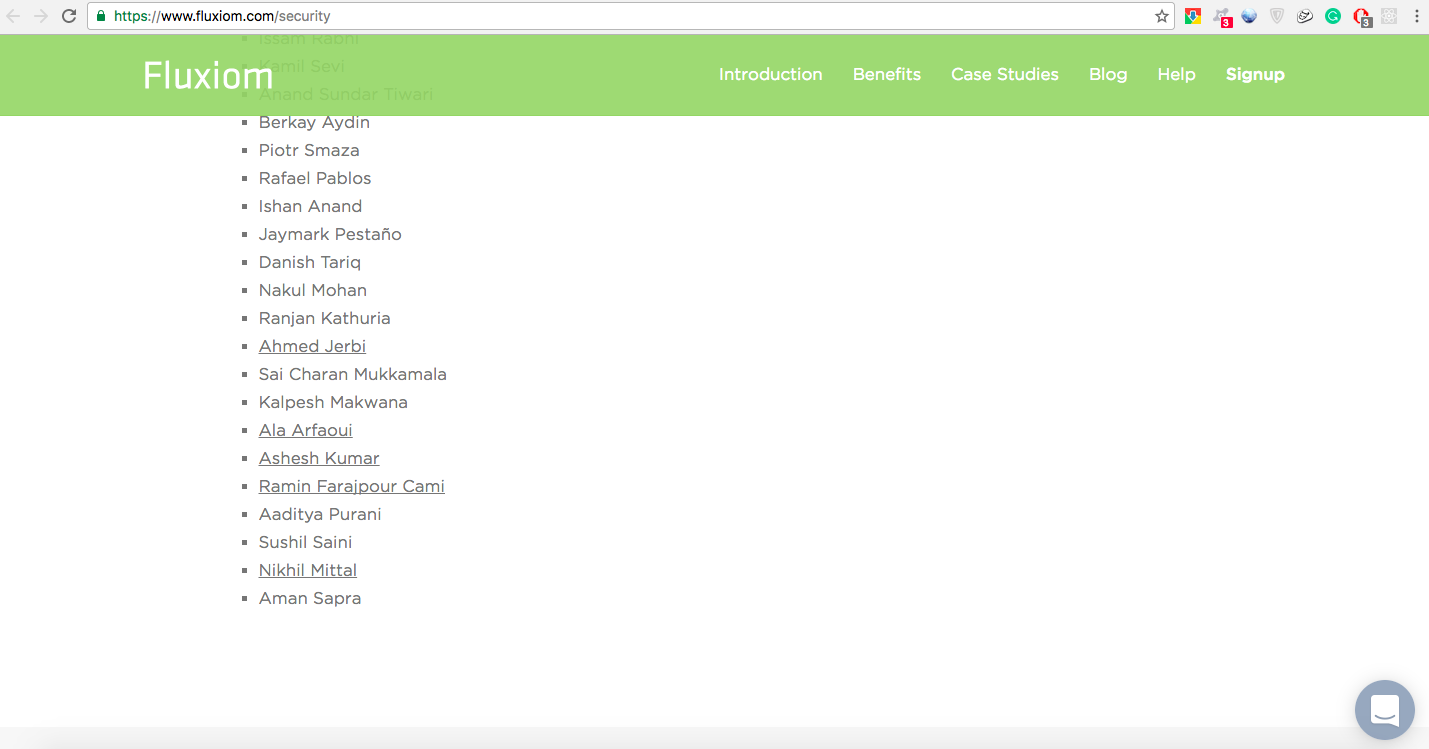 https://www.fluxiom.com/security
3
3
Issam Rabhi
Kamil Sevi
Fluxiom
Introduction
Benefits
Case Studies
Blog
Help
Signup
Anand Sundar Tiwari
Berkay Aydin
Piotr Smaza
Rafael Pablos
Ishan Anand
Jaymark Pestaño
Danish Tariq
Nakul Mohan
Ranjan Kathuria
Ahmed Jerbi
Sai Charan Mukkamala
Kalpesh Makwana
Ala Arfaoui
Ashesh Kumar
Ramin Farajpour Cami
Aaditya Purani
Sushil Saini
Nikhil Mittal
Aman Sapra